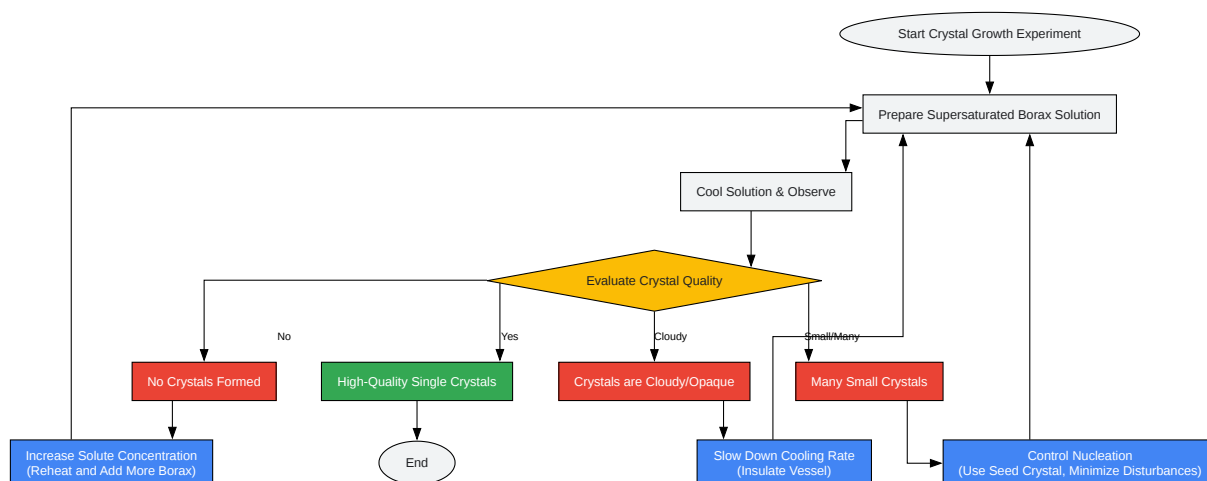 Start Crystal Growth Experiment
Prepare Supersaturated Borax Solution
Cool Solution & Observe
Evaluate Crystal Quality
No
Yes
Cloudy
Small/Many
No Crystals Formed
High-Quality Single Crystals
Crystals are Cloudy/Opaque
Many Small Crystals
Increase Solute Concentration
(Reheat and Add More Borax)
End
Slow Down Cooling Rate
(Insulate Vessel)
Control Nucleation
(Use Seed Crystal, Minimize Disturbances)